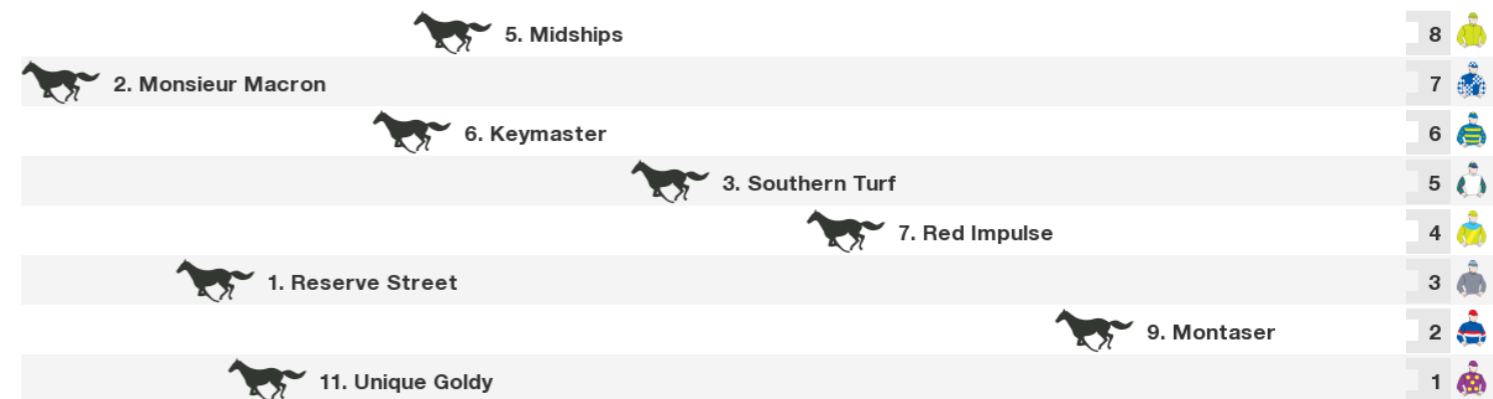 5. Midships 8
2. Monsieur Macron 7
6. Keymaster 6
3. Southern Turf 5
7. Red Impulse 4
1. Reserve Street 3
9. Montaser 2
11. Unique Goldy 1